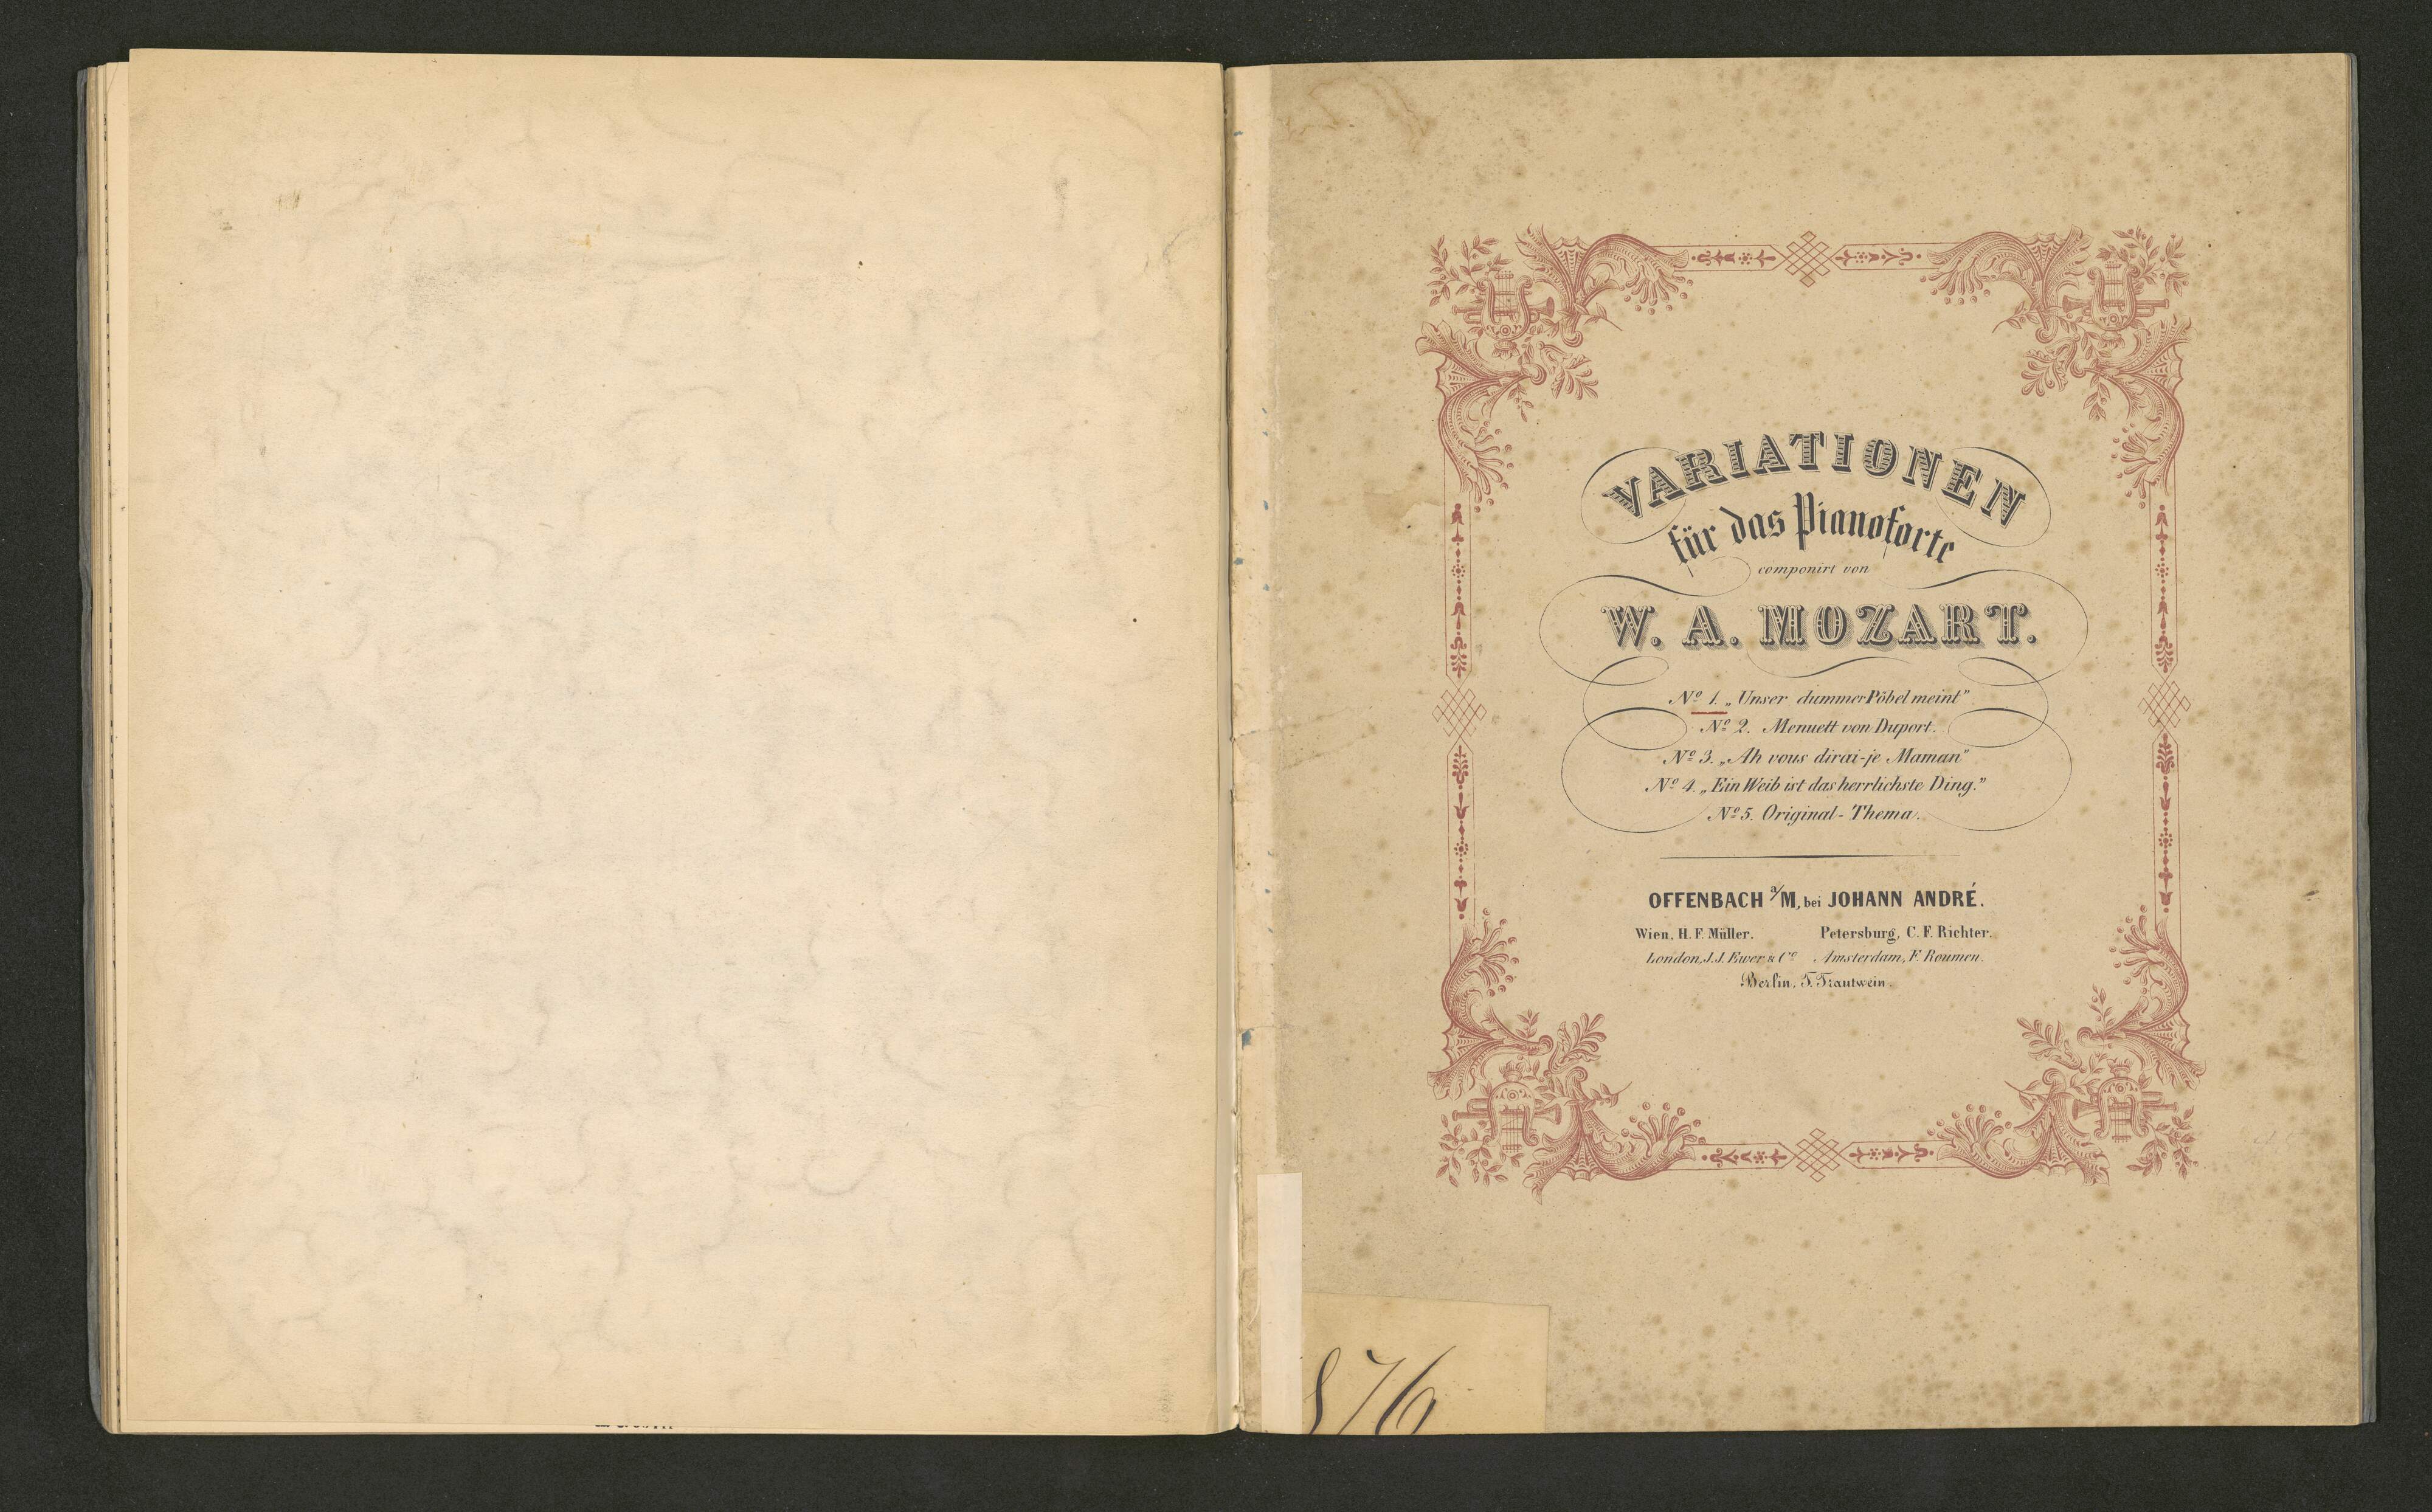 VARIATIONEN
für das Pianoforte
componirt von
W. A. MOZART.
No 1. „Unser dummer Pöbel meint”
No 2. Menuett von Duport.
No 3. „Ah vous dirai-je Maman”
No 4. „Ein Weib ist das herrlichste Ding.”
No 5. Original-Thema.
OFFENBACH a/M, bei JOHANN ANDRÉ.
Wien, H. F. Müller. Petersburg, C. F. Richter.
London, J. J. Ewer & Co Amsterdam, F. Roumen.
Berlin, T. Trautwein.
876